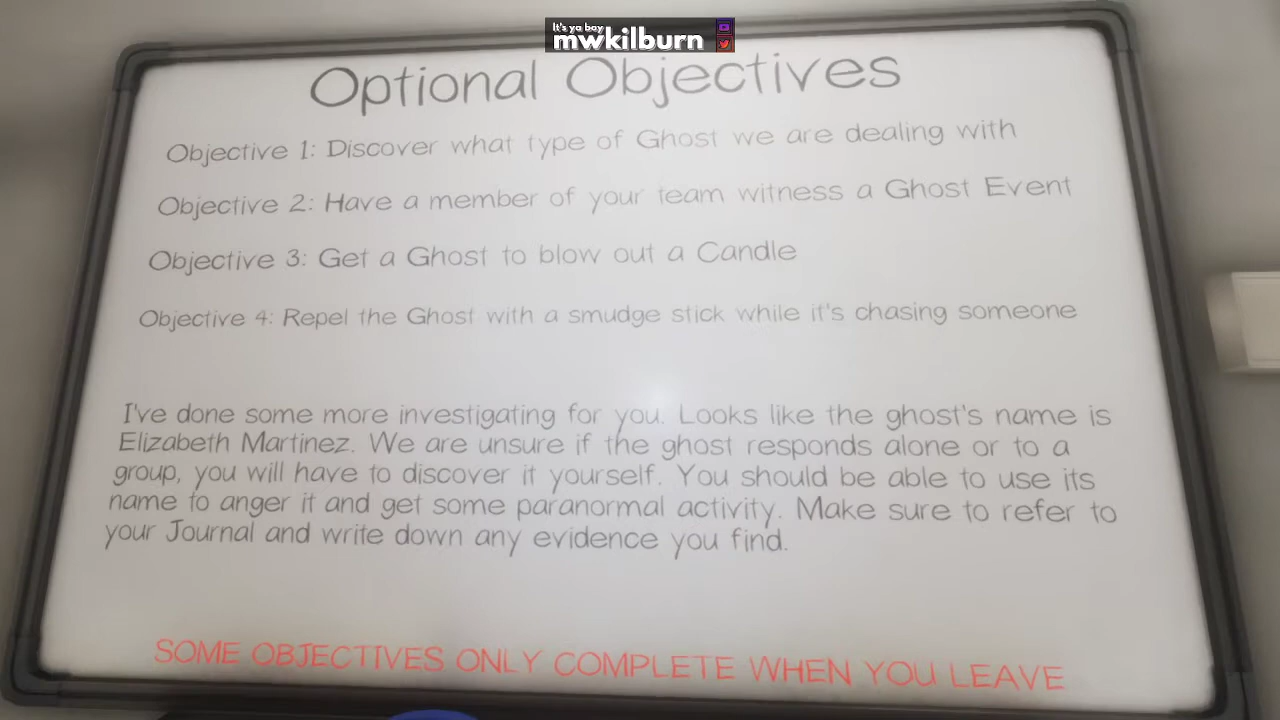 It's ya boy
mwkilburn
Optional Objectives
Objective 1: Discover what type of Ghost we are dealing with
Objective 2: Have a member of your team witness a Ghost Event
Objective 3: Get a Ghost to blow out a Candle
Objective 4: Repel the Ghost with a smudge stick while it's chasing someone
I've done some more investigating for you. Looks like the ghost's name is
Elizabeth Martinez. We are unsure if the ghost responds alone or to a
group, you will have to discover it yourself. You should be able to use its
name to anger it and get some paranormal activity. Make sure to refer to
your Journal and write down any evidence you find.
SOME OBJECTIVES ONLY COMPLETE WHEN YOU LEAVE